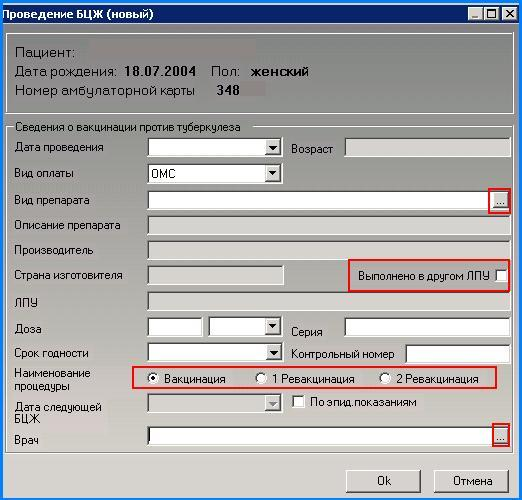 Проведение БЦЖ (новый)
Пациент:
Дата рождения: 18.07.2004 Пол: женский
Номер амбулаторной карты 348
Сведения о вакцинации против туберкулеза
Дата проведения Возраст
Вид оплаты ОМС
Вид препарата ...
Описание препарата
Производитель
Страна изготовителя Выполнено в другом ЛПУ
ЛПУ
Доза Серия
Срок годности Контрольный номер
Наименование
процедуры Вакцинация 1 Ревакцинация 2 Ревакцинация
Дата следующей
БЦЖ По эпид.показаниям
Врач ...
Ok Отмена